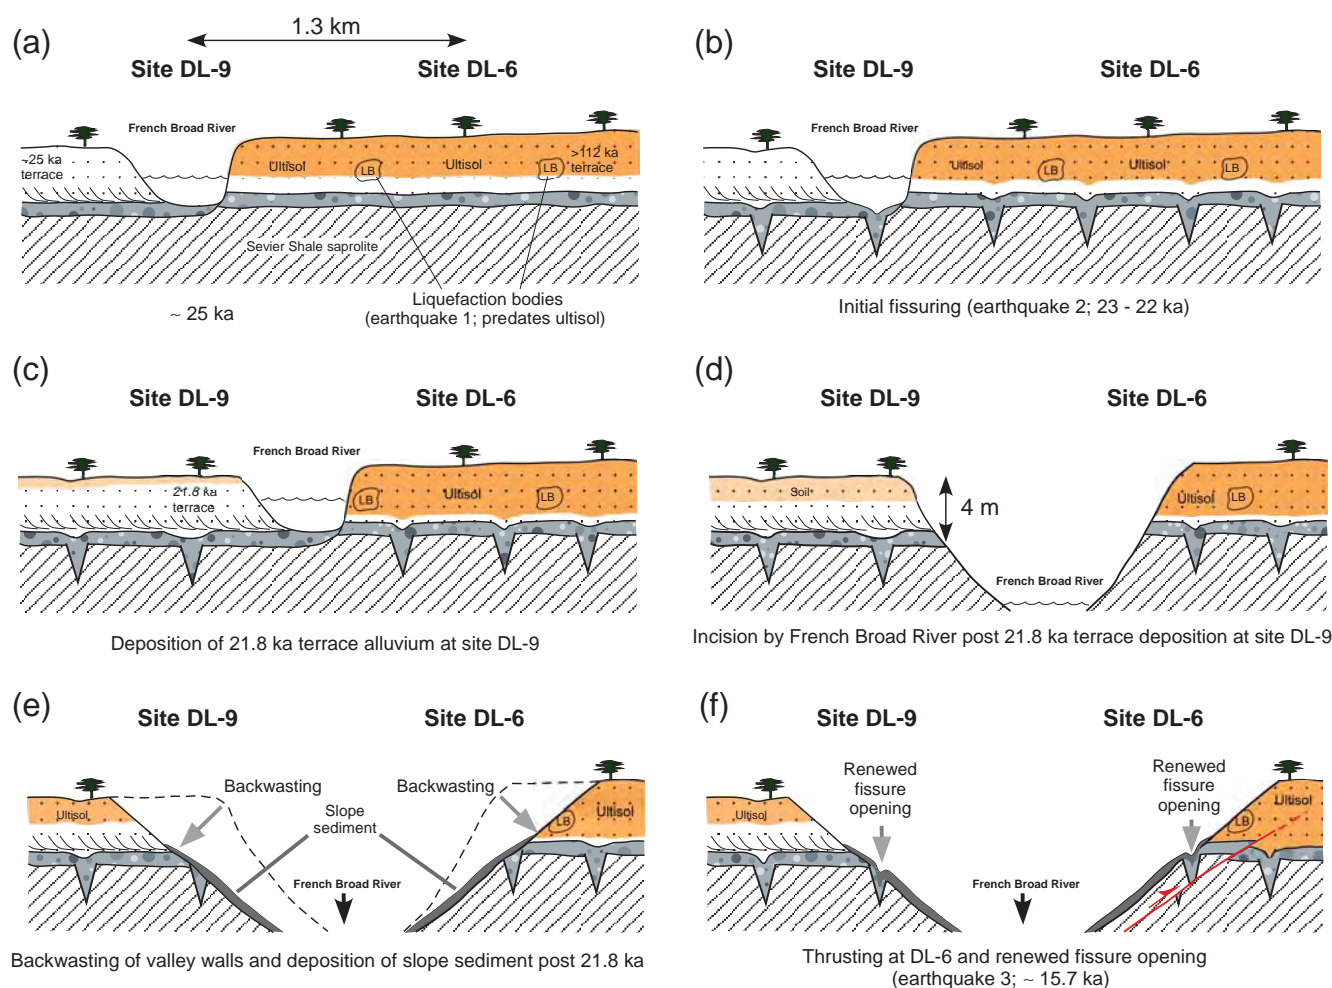 (a)
1.3 km
Site DL-9
Site DL-6
French Broad River
~25 ka
terrace
Ultisol
LB
Ultisol
LB
>112 ka
terrace
Sevier Shale saprolite
~ 25 ka
Liquefaction bodies
(earthquake 1; predates ultisol)
(b)
Site DL-9
Site DL-6
French Broad River
Ultisol
LB
Ultisol
LB
Initial fissuring (earthquake 2; 23 - 22 ka)
(c)
Site DL-9
Site DL-6
French Broad River
21.8 ka
terrace
LB
Ultisol
LB
Deposition of 21.8 ka terrace alluvium at site DL-9
(d)
Site DL-9
Site DL-6
Soil
4 m
Ultisol
LB
French Broad River
Incision by French Broad River post 21.8 ka terrace deposition at site DL-9
(e)
Site DL-9
Site DL-6
Backwasting
Backwasting
Slope
sediment
Ultisol
Ultisol
LB
French Broad River
Backwasting of valley walls and deposition of slope sediment post 21.8 ka
(f)
Site DL-9
Site DL-6
Renewed
fissure
opening
Renewed
fissure
opening
Ultisol
Ultisol
LB
French Broad River
Thrusting at DL-6 and renewed fissure opening
(earthquake 3; ~ 15.7 ka)